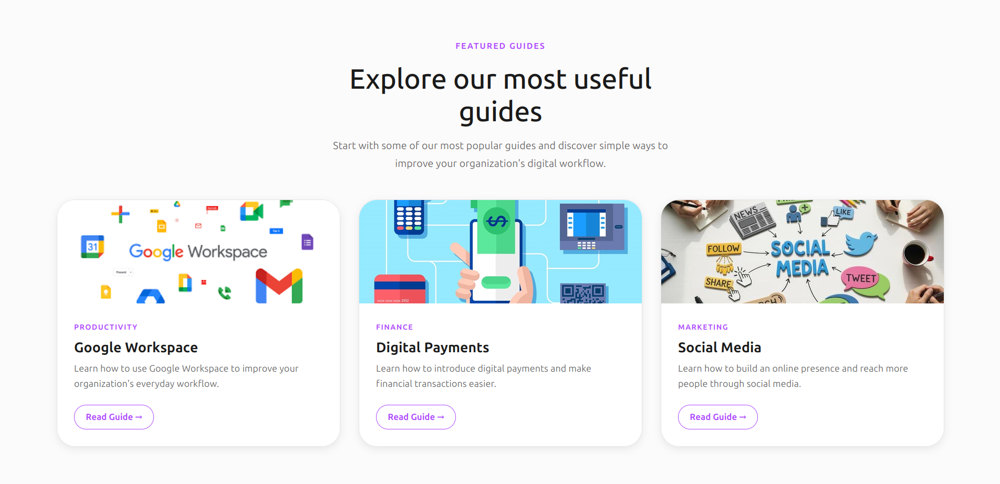 FEATURED GUIDES
Explore our most useful
guides
Start with some of our most popular guides and discover simple ways to
improve your organization's digital workflow.
31
Google Workspace
PRODUCTIVITY
Google Workspace
Learn how to use Google Workspace to improve your
organization's everyday workflow.
Read Guide →
$
xxxx xxxx xxxx 2552
FINANCE
Digital Payments
Learn how to introduce digital payments and make
financial transactions easier.
Read Guide →
NEWS
LIKE
FOLLOW
SOCIAL
MEDIA
SHARE
TWEET
MARKETING
Social Media
Learn how to build an online presence and reach more
people through social media.
Read Guide →